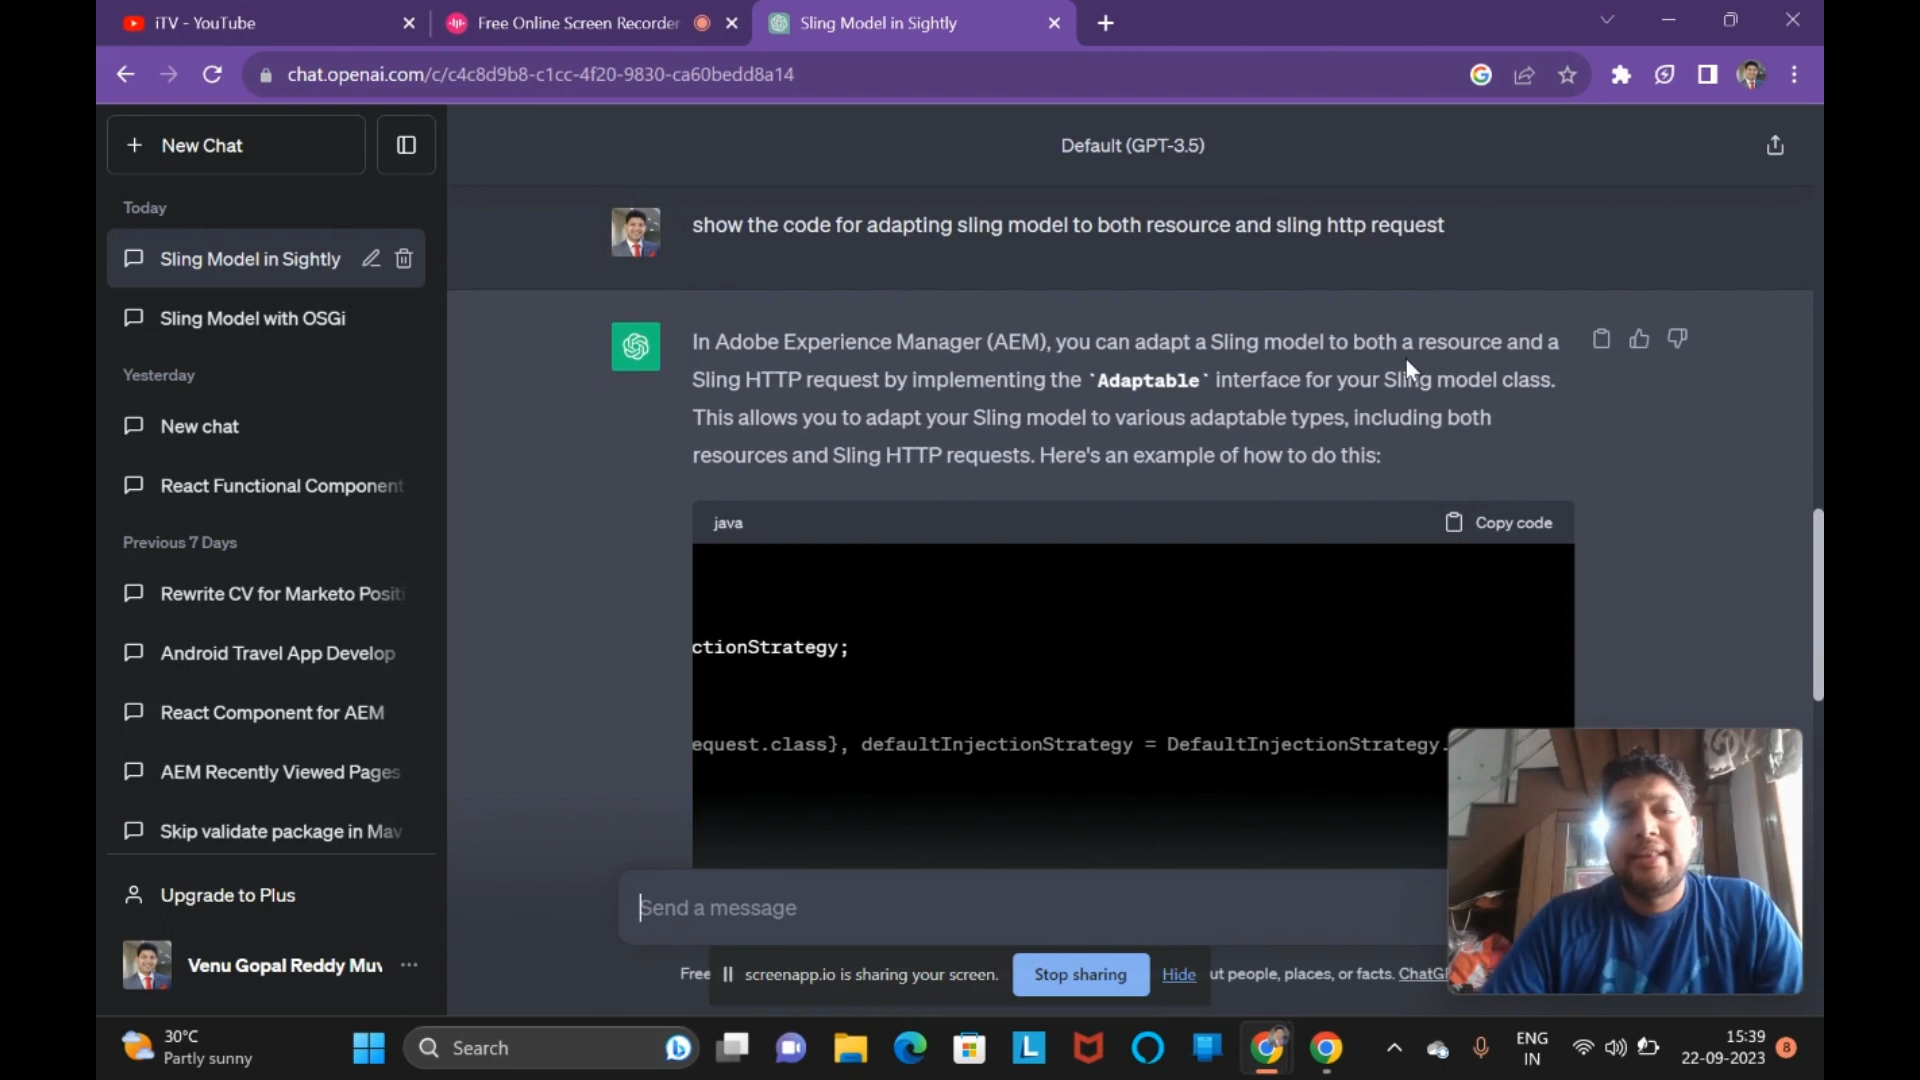 iTV - YouTube
Free Online Screen Recorder
Sling Model in Sightly
chat.openai.com/c/c4c8d9b8-c1cc-4f20-9830-ca60bedd8a14
New Chat
Default (GPT-3.5)
Today
Sling Model in Sightly
Sling Model with OSGi
Yesterday
New chat
React Functional Component
Previous 7 Days
Rewrite CV for Marketo Positi
Android Travel App Develop
React Component for AEM
AEM Recently Viewed Pages
Skip validate package in Mav
Upgrade to Plus
Venu Gopal Reddy Muv
show the code for adapting sling model to both resource and sling http request
In Adobe Experience Manager (AEM), you can adapt a Sling model to both a resource and a
Sling HTTP request by implementing the `Adaptable` interface for your Sling model class.
This allows you to adapt your Sling model to various adaptable types, including both
resources and Sling HTTP requests. Here's an example of how to do this:
java
Copy code
ctionStrategy;
equest.class}, defaultInjectionStrategy = DefaultInjectionStrategy.
Send a message
Free
screenapp.io is sharing your screen.
Stop sharing
Hide
ut people, places, or facts. ChatG
30°C
Partly sunny
Search
L
ENG
IN
15:39
22-09-2023
8